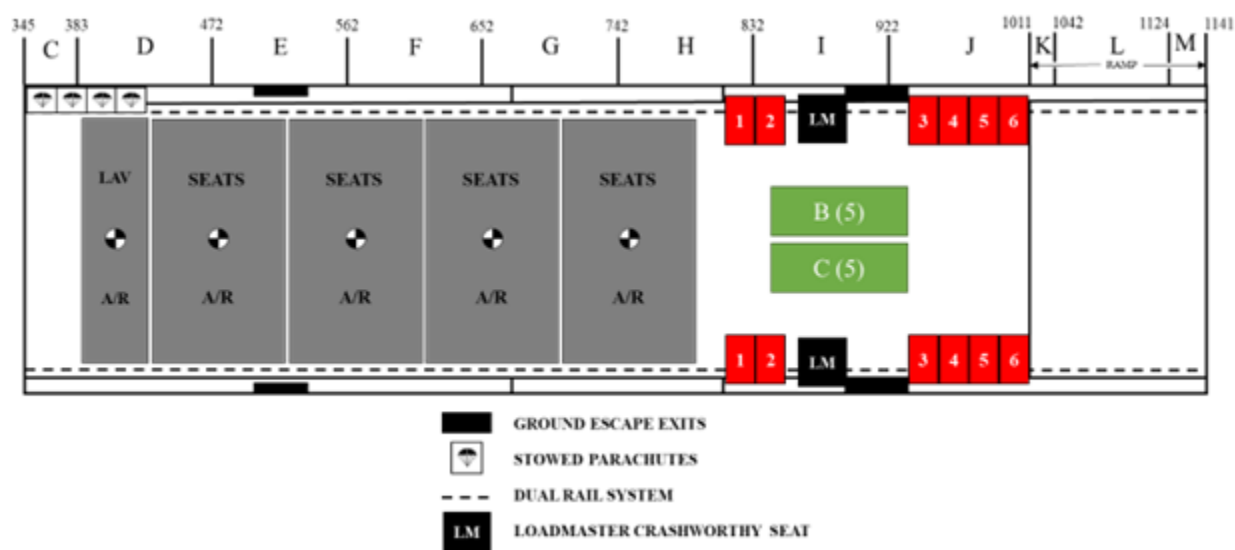 345 383 472 562 652 742 832 922 1011 1042 1124 1141
C D E F G H I J K L M
RAMP
1 2 LM 3 4 5 6
LAV SEATS SEATS SEATS SEATS
B (5)
C (5)
A/R A/R A/R A/R A/R
1 2 LM 3 4 5 6
GROUND ESCAPE EXITS
STOWED PARACHUTES
DUAL RAIL SYSTEM
LM LOADMASTER CRASHWORTHY SEAT